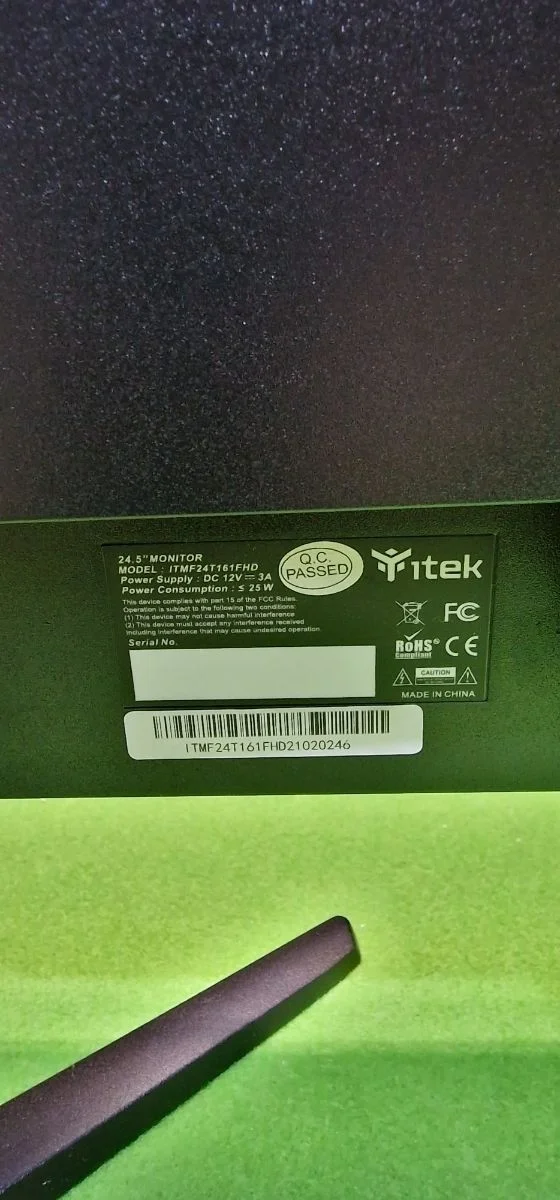 24.5"MONITOR
MODEL : ITMF24T161FHD
Power Supply : DC 12V⎓3A
Power Consumption : ≤ 25W
Q.C.
PASSED
itek
This device complies with part 15 of the FCC Rules.
Operation is subject to the following two conditions:
(1) This device may not cause harmful interference
(2) This device must accept any interference received
including interference that may cause undesired operation.
FC
Serial No.
RoHS
Compliant
CE
CAUTION
MADE IN CHINA
ITMF24T161FHD21020246